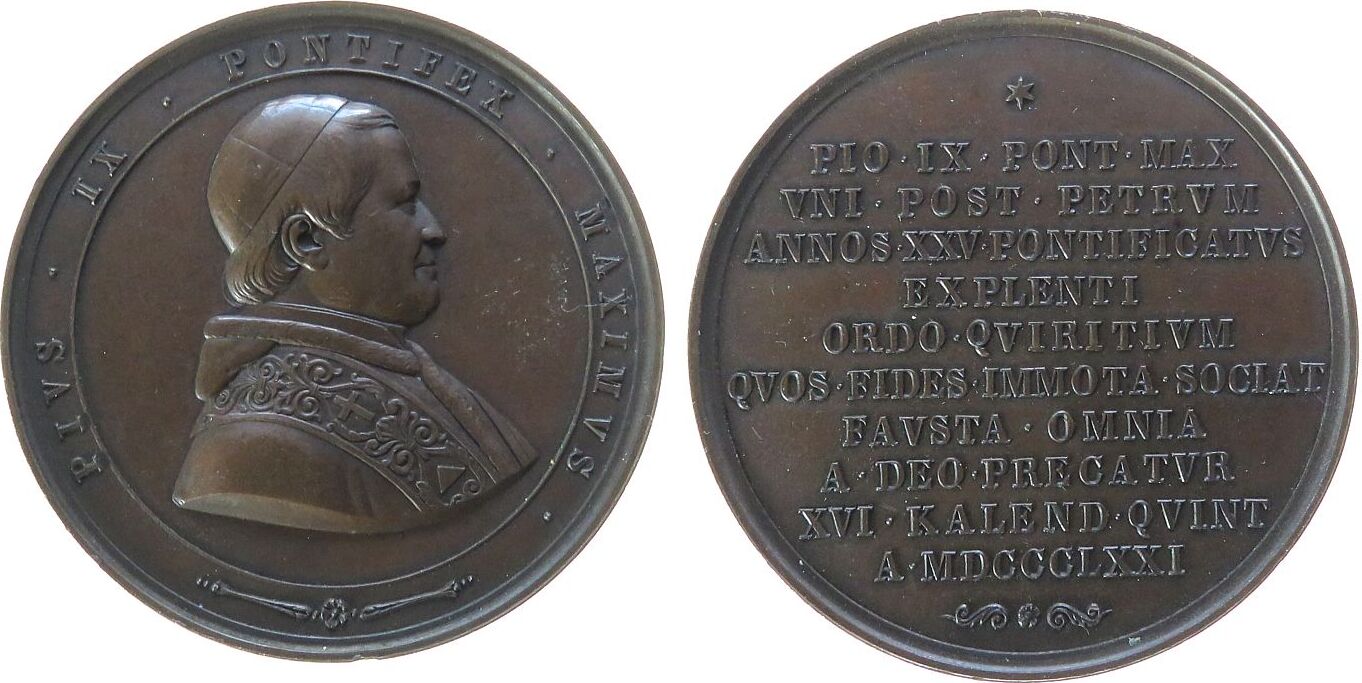 PIVS · IX · PONTIFEX · MAXIMVS ·
PIO · IX · PONT · MAX
VNI · POST · PETRVM
ANNOS · XXV · PONTIFICATVS
EXPLENTI
ORDO · QVIRITIVM
QVOS · FIDES · IMMOTA · SOCIAT
FAVSTA · OMNIA
A · DEO · PRECATVR
XVI · KALEND · QVINT
A · MDCCCLXXI